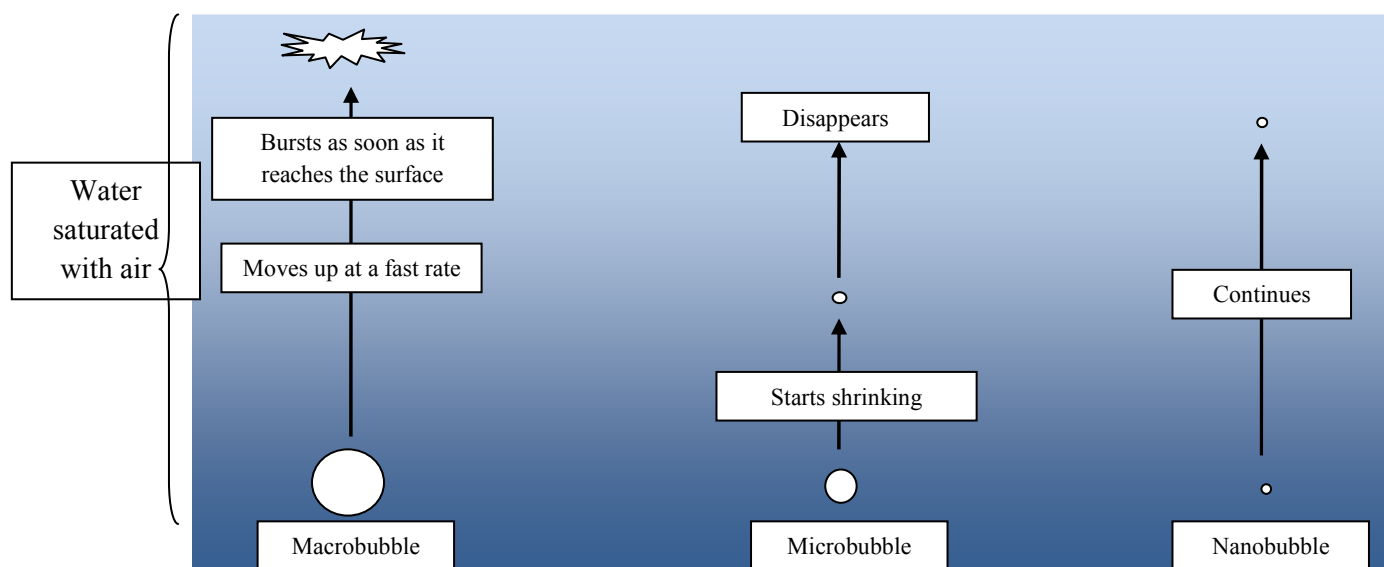 Water
saturated
with air
Bursts as soon as it
reaches the surface
Moves up at a fast rate
Macrobubble
Disappears
Starts shrinking
Microbubble
Continues
Nanobubble